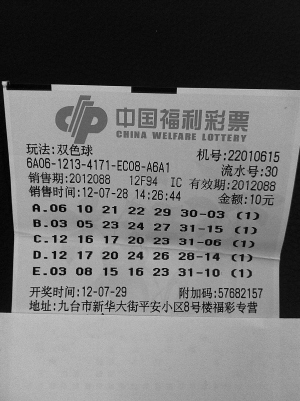 中国福利彩票
CHINA WELFARE LOTTERY
玩法:双色球 机号:22010615
6A06-1213-4171-EC08-A6A1 流水号:30
销售期:2012088 12F94 IC 有效期:2012088
销售时间:12-07-28 14:26:44 金额:10元
A.06 10 21 22 29 30-03 (1)
B.03 05 23 24 27 31-15 (1)
C.12 16 17 20 23 31-06 (1)
D.12 17 20 24 26 28-14 (1)
E.03 08 15 16 23 31-10 (1)
开奖时间:12-07-29 附加码:57682157
地址:九台市新华大街平安小区8号楼福彩专营